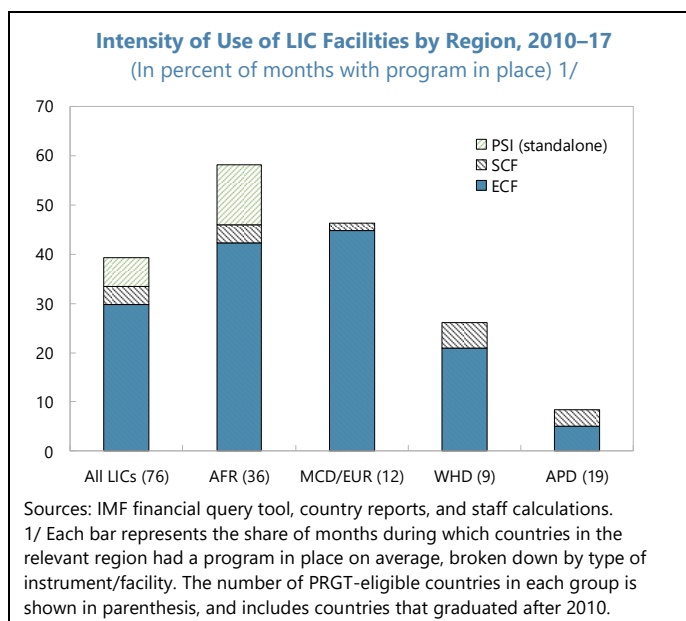 Intensity of Use of LIC Facilities by Region, 2010–17
(In percent of months with program in place) 1/
70
60
50
40
30
20
10
0
PSI (standalone)
SCF
ECF
All LICs (76)
AFR (36)
MCD/EUR (12)
WHD (9)
APD (19)
Sources: IMF financial query tool, country reports, and staff calculations.
1/ Each bar represents the share of months during which countries in the
relevant region had a program in place on average, broken down by type of
instrument/facility. The number of PRGT-eligible countries in each group is
shown in parenthesis, and includes countries that graduated after 2010.